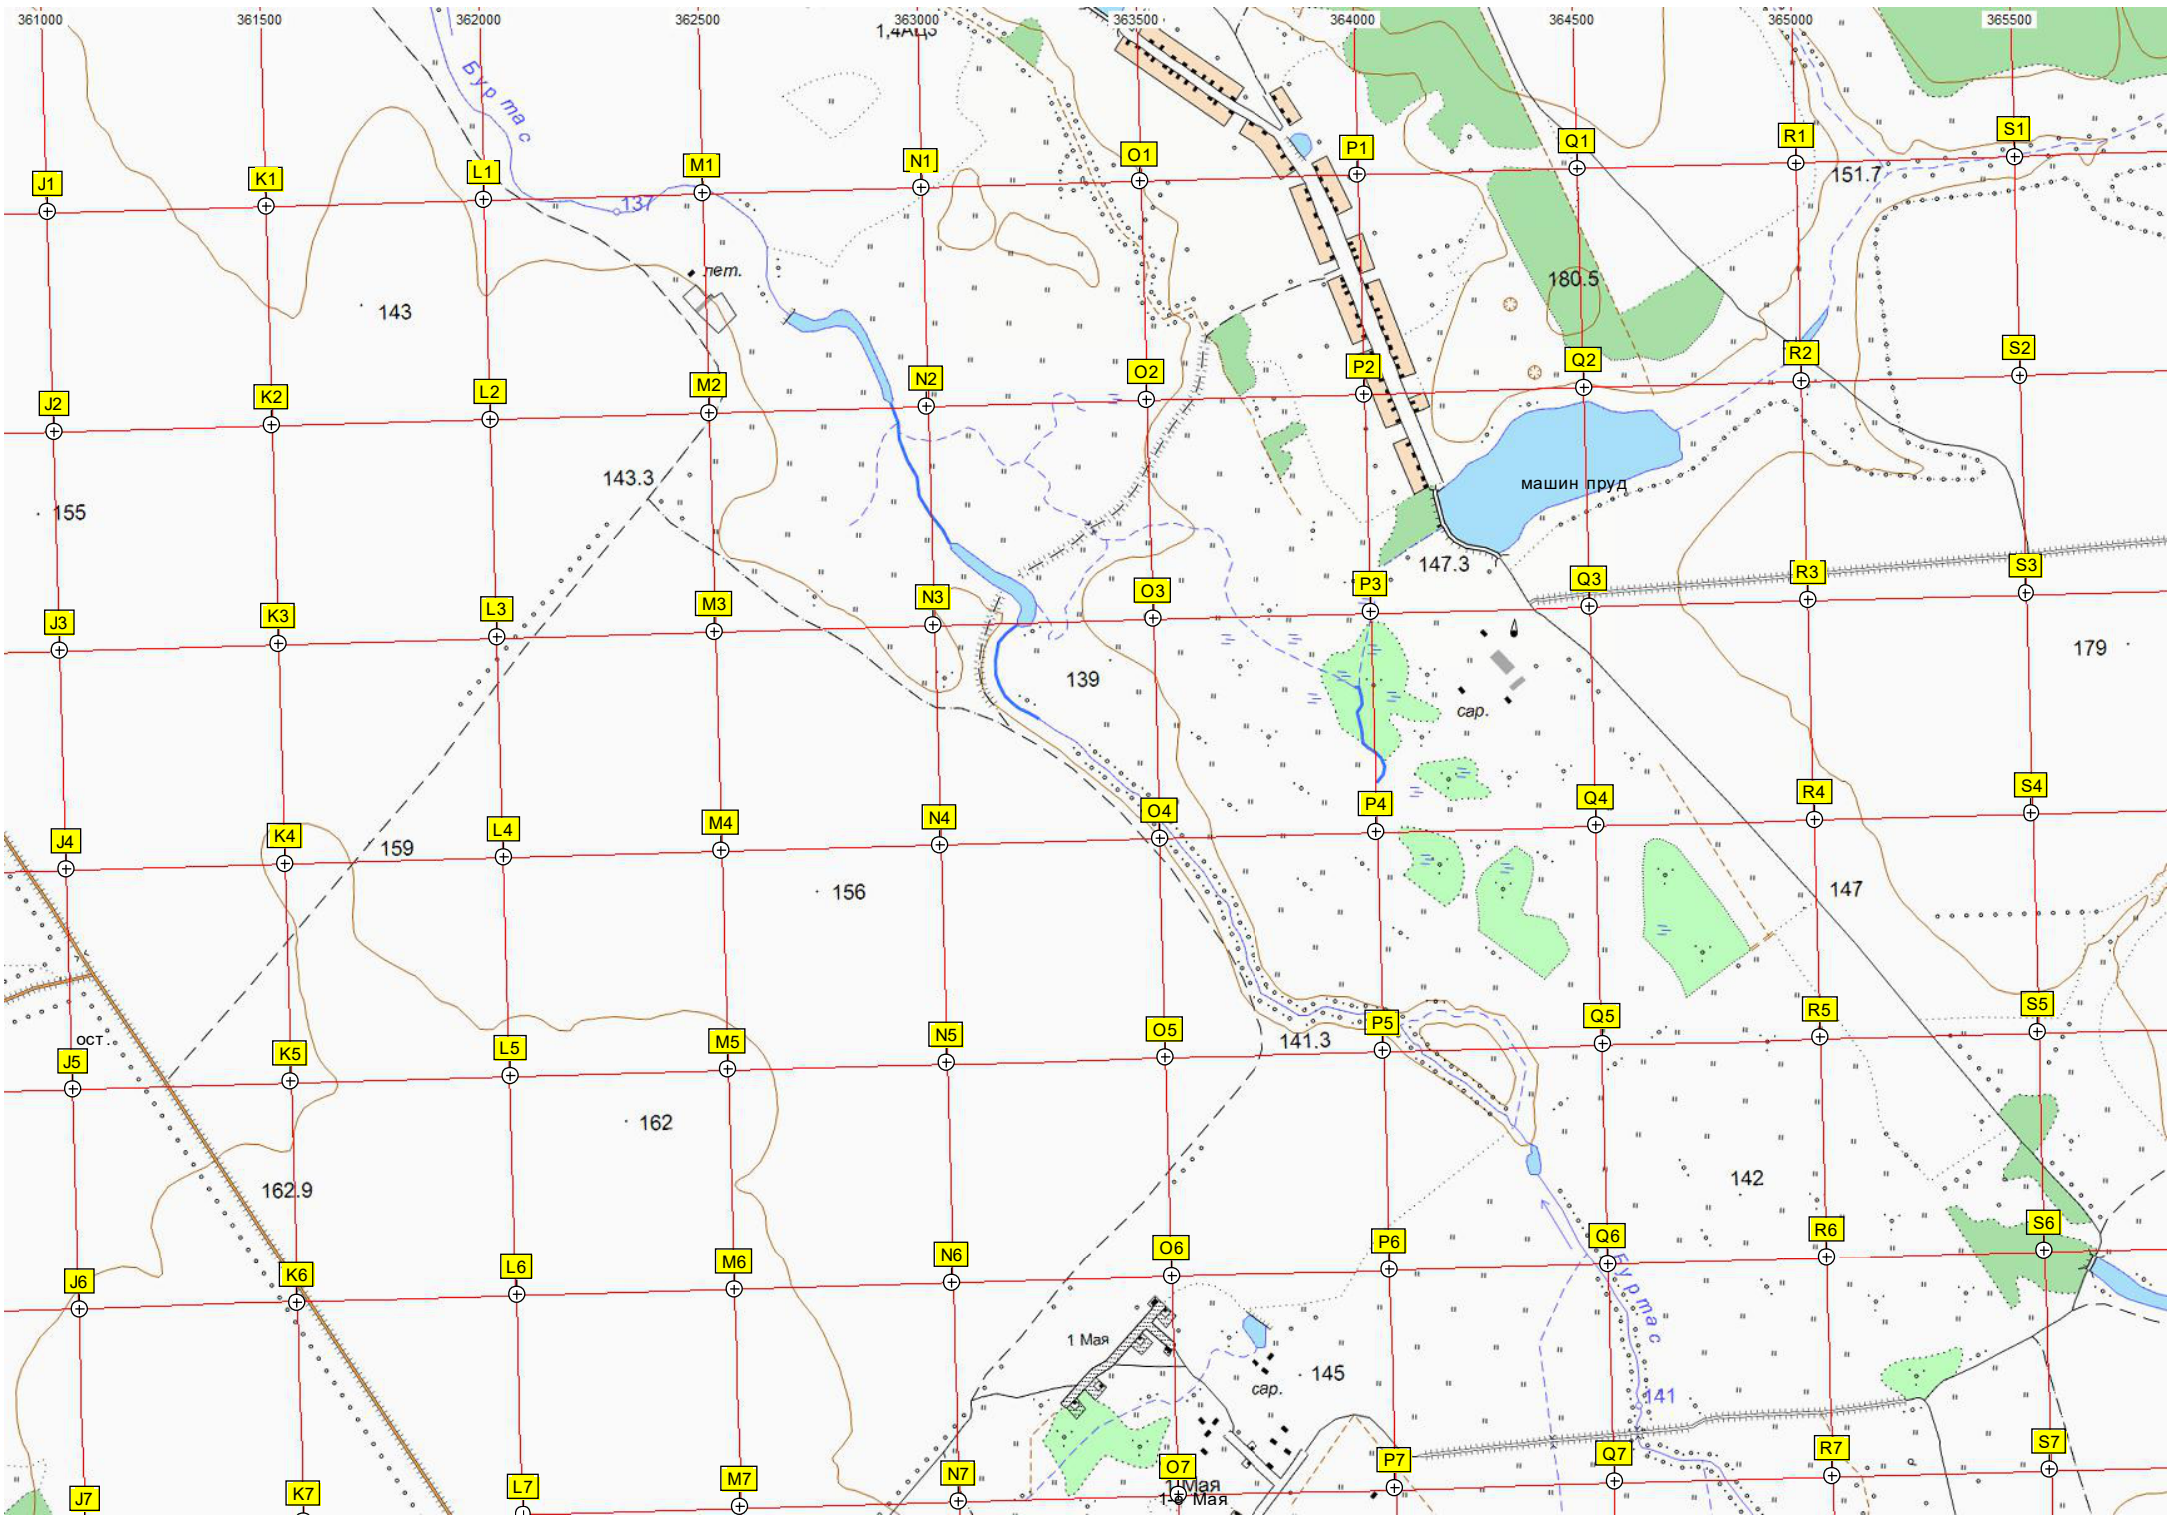 361000 361500 362000 362500 363000 363500 364000 364500 365000 365500
Буртас
J1 K1 L1 M1 N1 O1 P1 Q1 R1 S1
137
151.7
лет.
180.5
143
J2 K2 L2 M2 N2 O2 P2 Q2 R2 S2
143.3
машин пруд
155
147.3
J3 K3 L3 M3 N3 O3 P3 Q3 R3 S3
179
139
сар.
J4 K4 L4 M4 N4 O4 P4 Q4 R4 S4
159
156
147
ост.
141.3
J5 K5 L5 M5 N5 O5 P5 Q5 R5 S5
162
142
162.9
J6 K6 L6 M6 N6 O6 P6 Q6 R6 S6
Буртас
1 Мая
145
сар.
141
J7 K7 L7 M7 N7 O7 P7 Q7 R7 S7
1 Мая